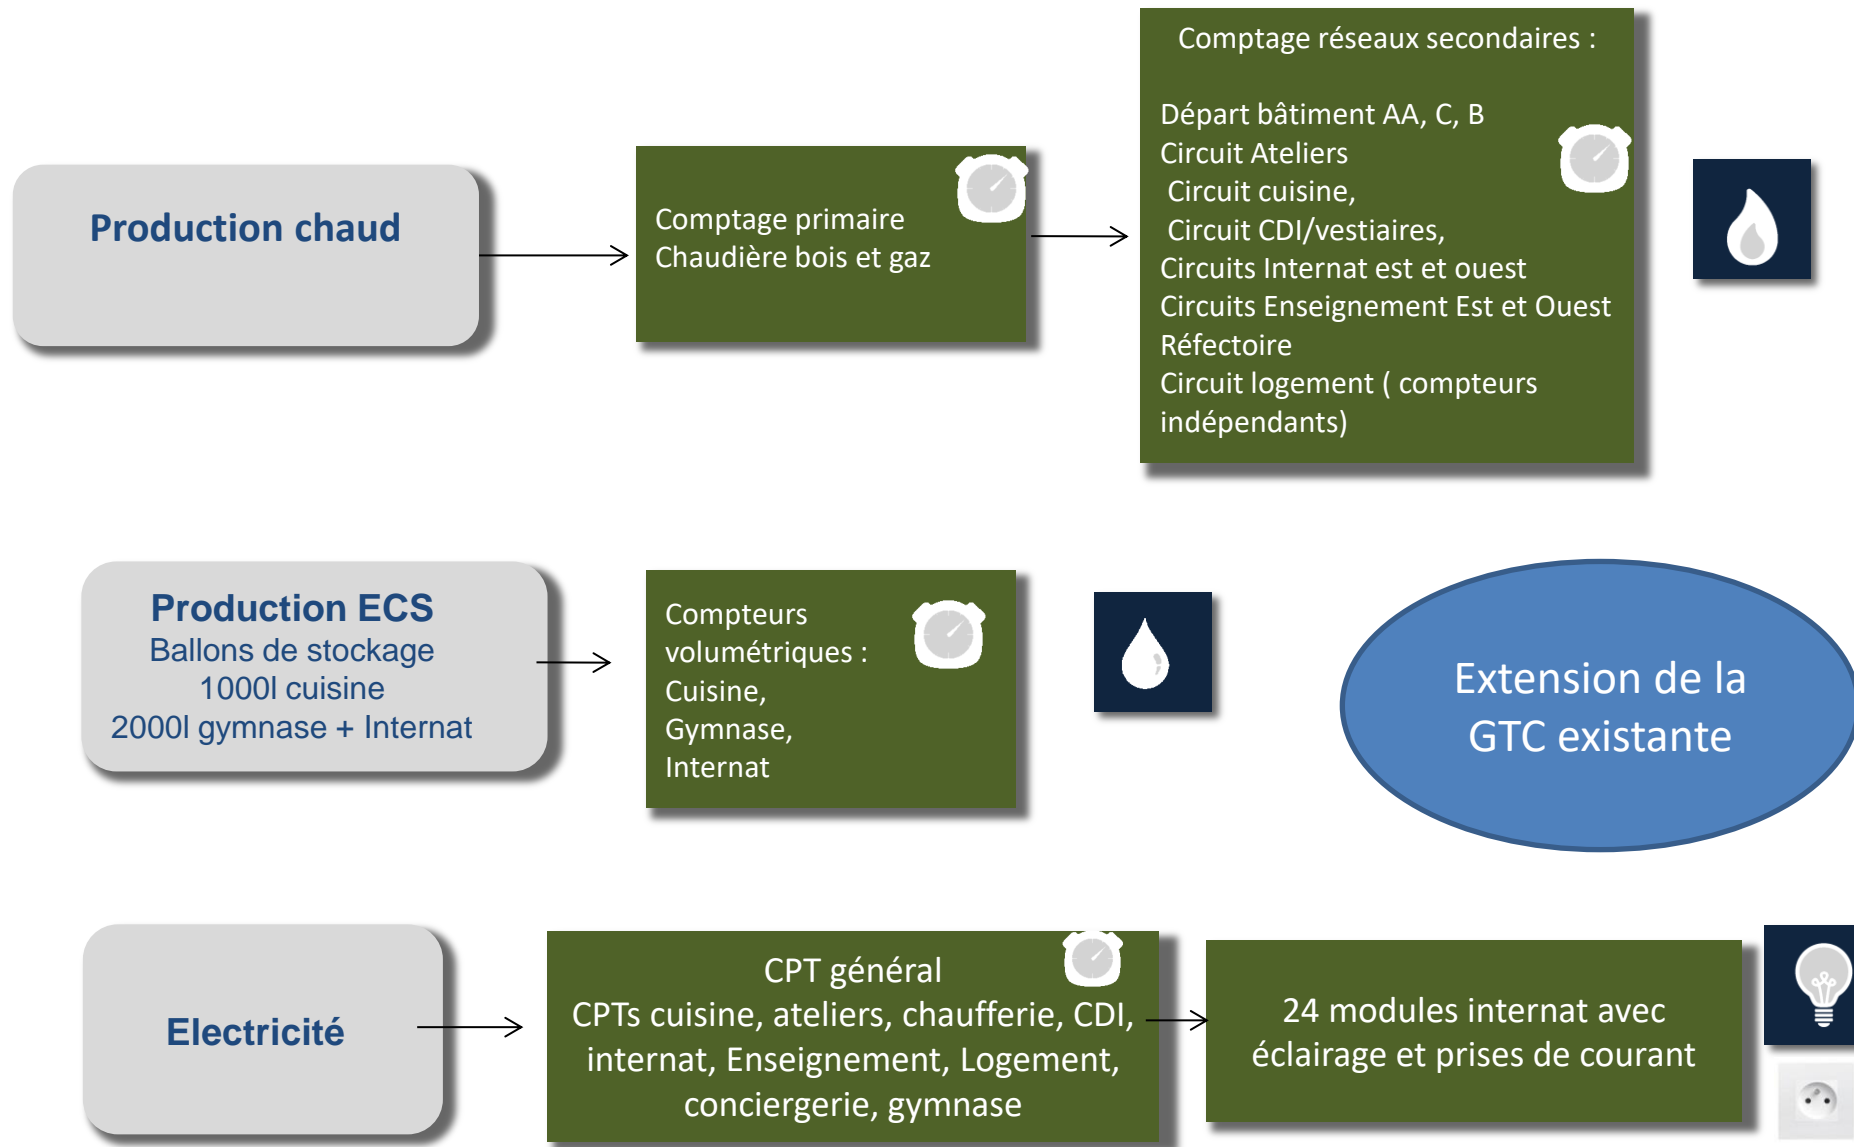 Production chaud
Comptage primaire
Chaudière bois et gaz
Comptage réseaux secondaires :
Départ bâtiment AA, C, B
Circuit Ateliers
Circuit cuisine,
Circuit CDI/vestiaires,
Circuits Internat est et ouest
Circuits Enseignement Est et Ouest
Réfectoire
Circuit logement ( compteurs
indépendants)
Production ECS
Ballons de stockage
1000l cuisine
2000l gymnase + Internat
Compteurs
volumétriques :
Cuisine,
Gymnase,
Internat
Extension de la
GTC existante
Electricité
CPT général
CPTs cuisine, ateliers, chaufferie, CDI,
internat, Enseignement, Logement,
conciergerie, gymnase
24 modules internat avec
éclairage et prises de courant